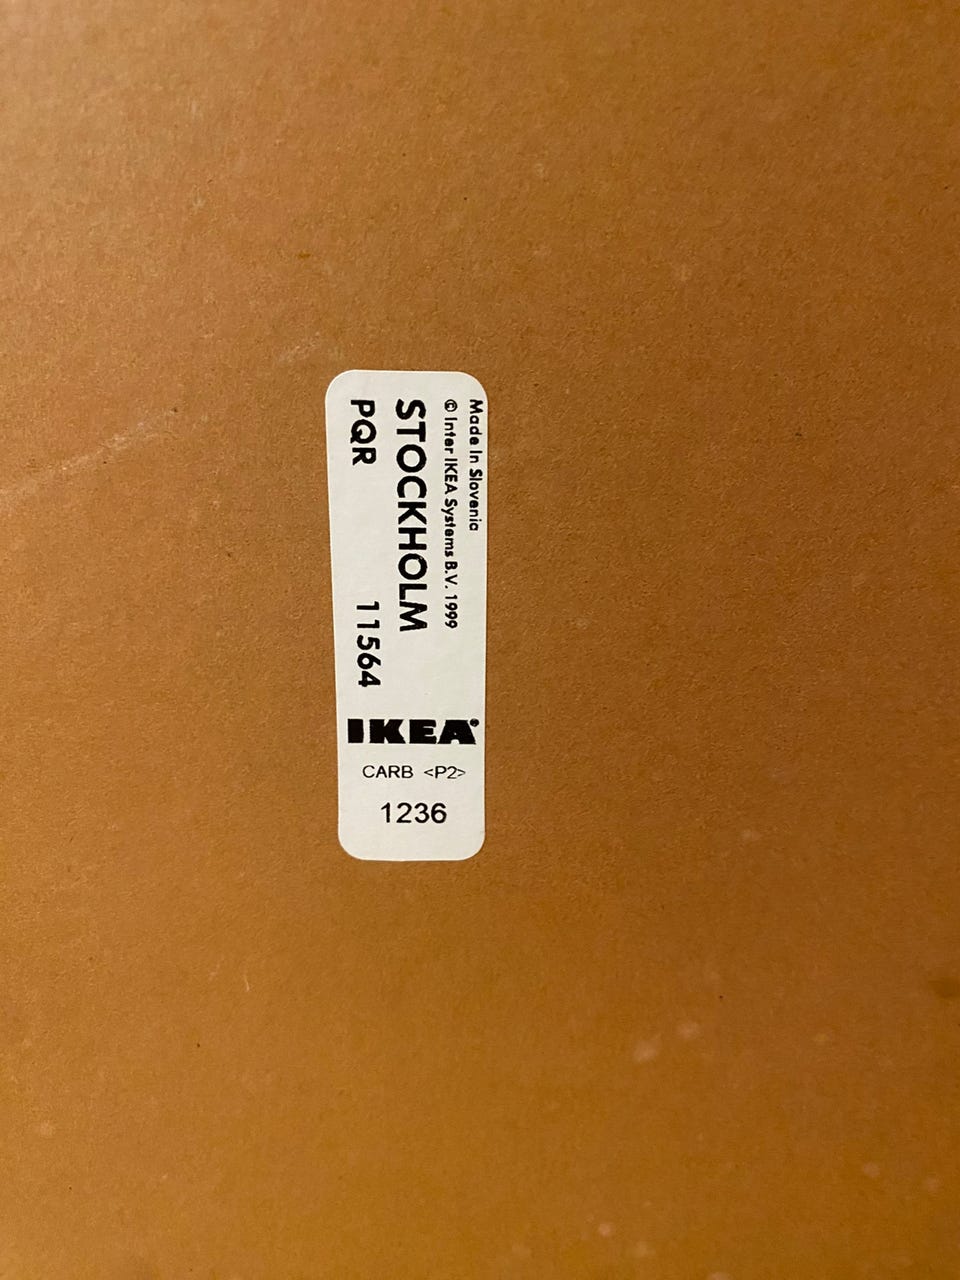 Made in Slovenia
© Inter IKEA Systems B.V. 1999
STOCKHOLM
PQR 11564
IKEA®
CARB <P2>
1236